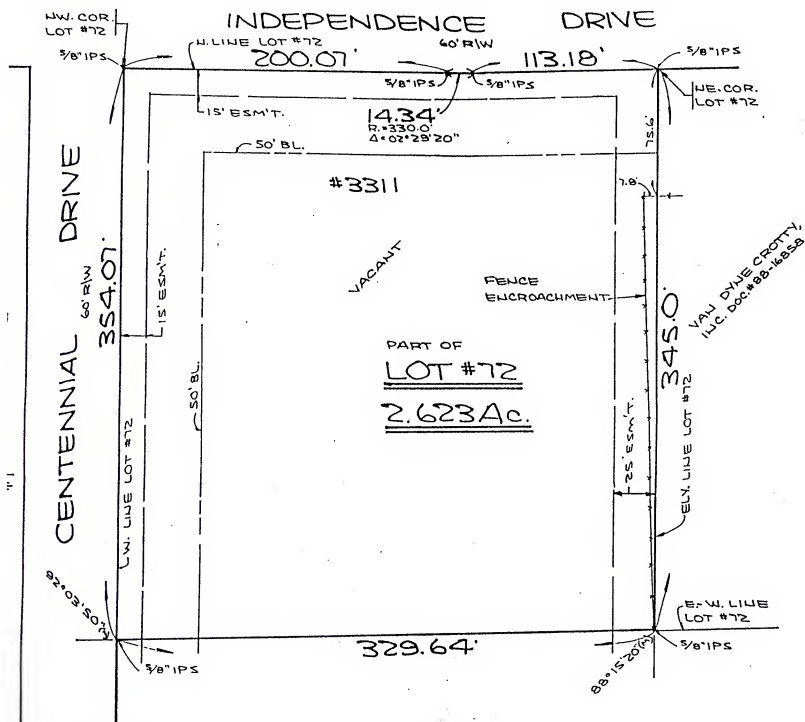 INDEPENDENCE DRIVE
NW. COR.
LOT #72
N. LINE LOT #72
60' R/W
5/8" IPS
200.07'
113.18'
5/8" IPS
5/8" IPS
5/8" IPS
NE. COR.
LOT #72
15' ESM'T.
14.34'
R.=330.0'
Δ=02°29'20"
75.6'
50' BL.
#3311
7.8'
CENTENNIAL DRIVE
60' R/W
354.07'
15' ESM'T.
VACANT
FENCE
ENCROACHMENT
VAN DYNE CROTTY,
INC. DOC.#88-16858
345.0'
PART OF
LOT #72
2.623 Ac.
50' BL.
W. LINE LOT #72
25' ESM'T.
ELY. LINE LOT #72
92°03'50"(M)
E.-W. LINE
LOT #72
5/8" IPS
329.64'
5/8" IPS
88°15'20"(M)